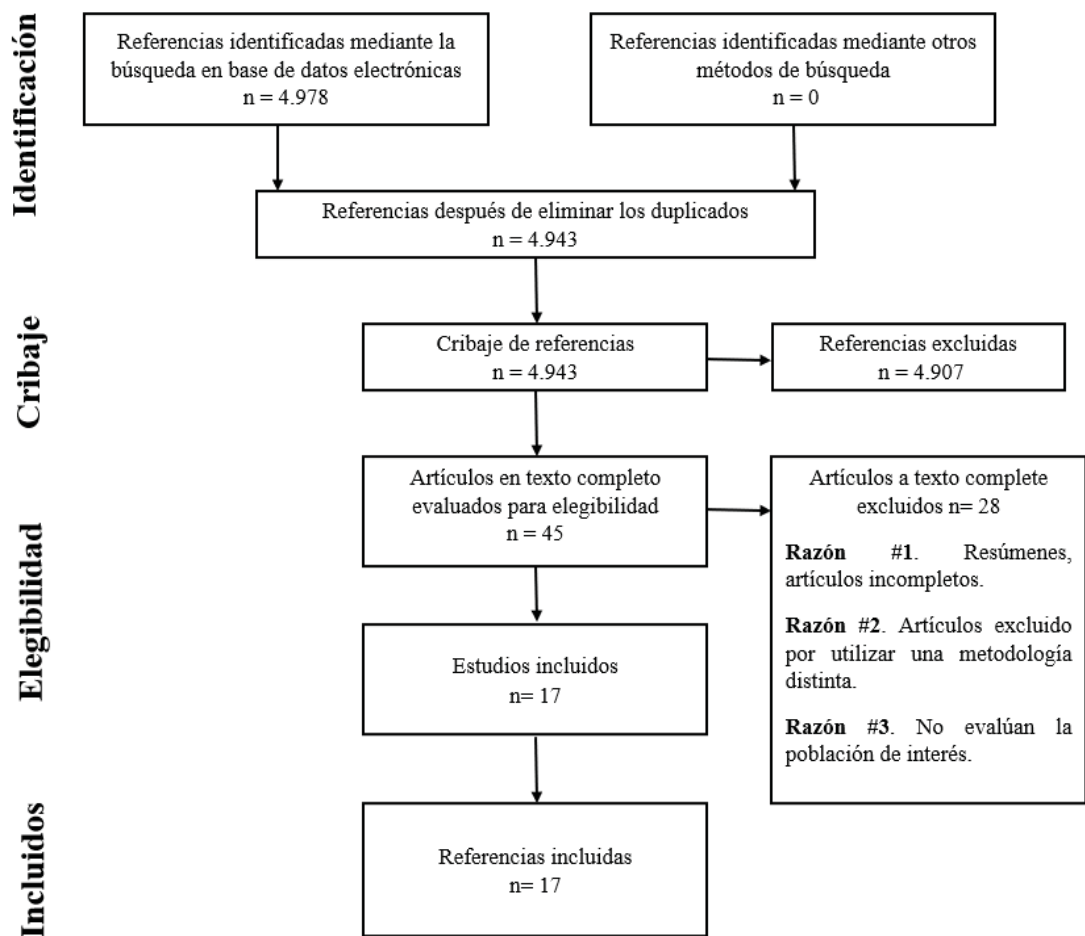 Identificación
Referencias identificadas mediante la
búsqueda en base de datos electrónicas
n = 4.978
Referencias identificadas mediante otros
métodos de búsqueda
n = 0
Referencias después de eliminar los duplicados
n = 4.943
Cribaje
Cribaje de referencias
n = 4.943
Referencias excluidas
n = 4.907
Elegibilidad
Artículos en texto completo
evaluados para elegibilidad
n = 45
Artículos a texto complete
excluidos n= 28
Razón #1. Resúmenes,
artículos incompletos.
Razón #2. Artículos excluido
por utilizar una metodología
distinta.
Razón #3. No evalúan la
población de interés.
Estudios incluidos
n= 17
Incluidos
Referencias incluidas
n= 17